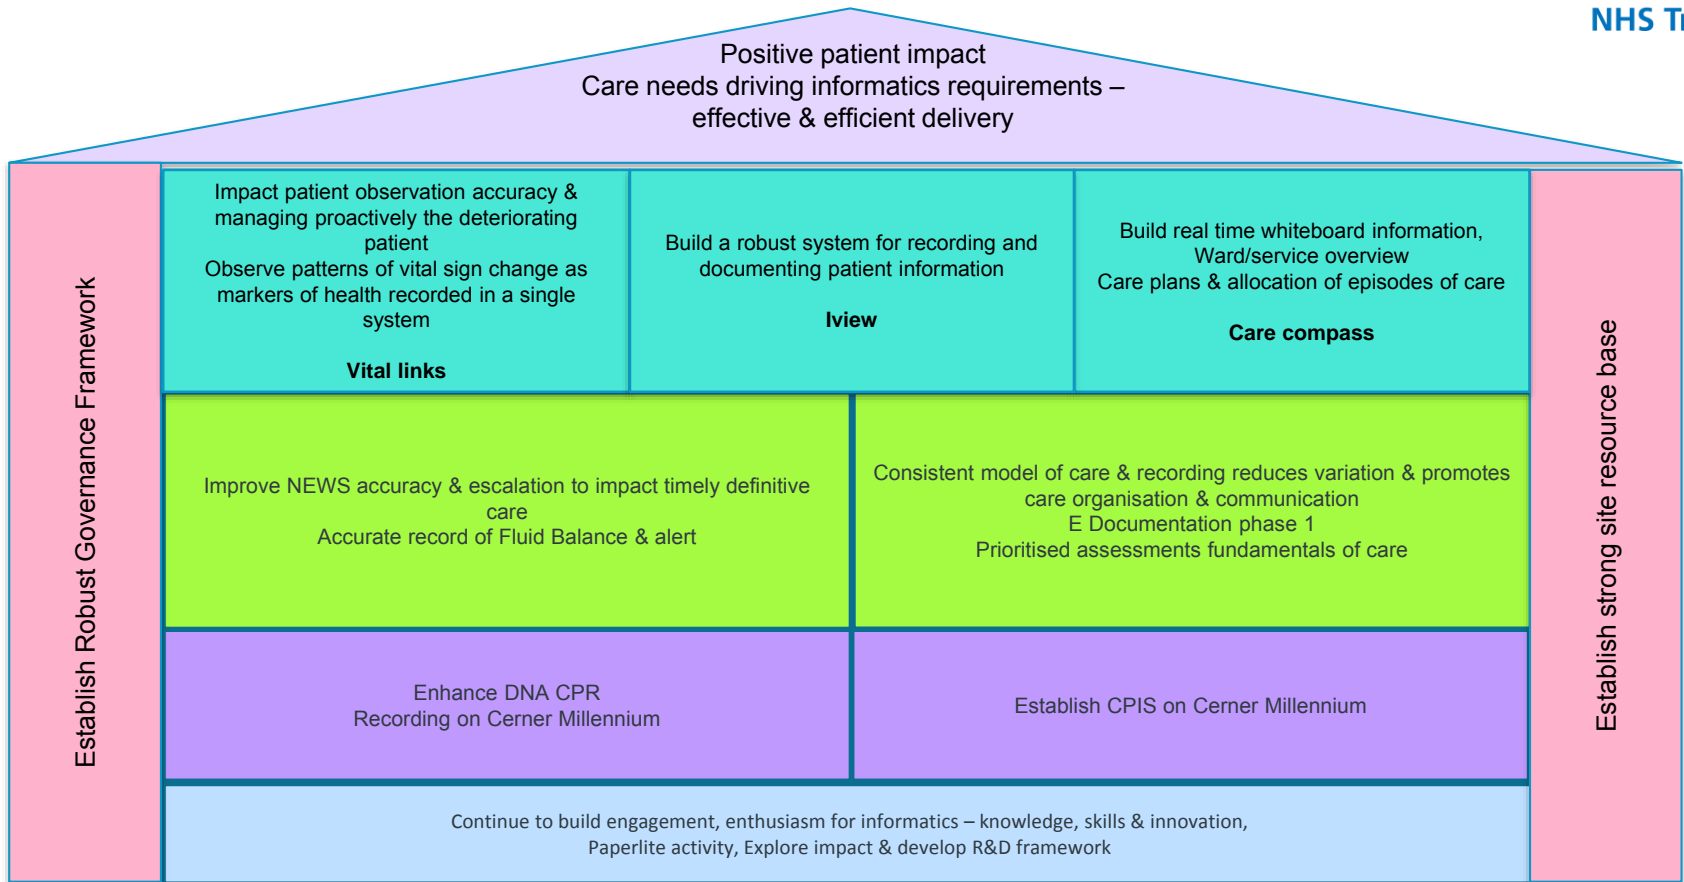 NHS
Positive patient impact
Care needs driving informatics requirements –
effective & efficient delivery
Establish Robust Governance Framework
Impact patient observation accuracy &
managing proactively the deteriorating
patient
Observe patterns of vital sign change as
markers of health recorded in a single
system
Vital links
Build a robust system for recording and
documenting patient information
Iview
Build real time whiteboard information,
Ward/service overview
Care plans & allocation of episodes of care
Care compass
Establish strong site resource base
Improve NEWS accuracy & escalation to impact timely definitive
care
Accurate record of Fluid Balance & alert
Consistent model of care & recording reduces variation & promotes
care organisation & communication
E Documentation phase 1
Prioritised assessments fundamentals of care
Enhance DNA CPR
Recording on Cerner Millennium
Establish CPIS on Cerner Millennium
Continue to build engagement, enthusiasm for informatics – knowledge, skills & innovation,
Paperlite activity, Explore impact & develop R&D framework